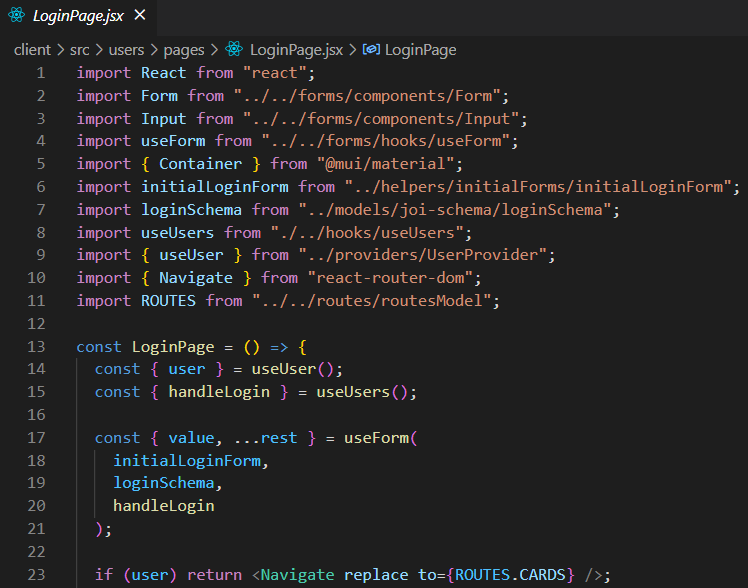 LoginPage.jsx ×
client > src > users > pages > LoginPage.jsx > LoginPage
1 import React from "react";
2 import Form from "../../forms/components/Form";
3 import Input from "../../forms/components/Input";
4 import useForm from "../../forms/hooks/useForm";
5 import { Container } from "@mui/material";
6 import initialLoginForm from "../helpers/initialForms/initialLoginForm";
7 import loginSchema from "../models/joi-schema/loginSchema";
8 import useUsers from "./../hooks/useUsers";
9 import { useUser } from "../providers/UserProvider";
10 import { Navigate } from "react-router-dom";
11 import ROUTES from "../../routes/routesModel";
12
13 const LoginPage = () => {
14   const { user } = useUser();
15   const { handleLogin } = useUsers();
16
17   const { value, ...rest } = useForm(
18     initialLoginForm,
19     loginSchema,
20     handleLogin
21   );
22
23   if (user) return <Navigate replace to={ROUTES.CARDS} />;